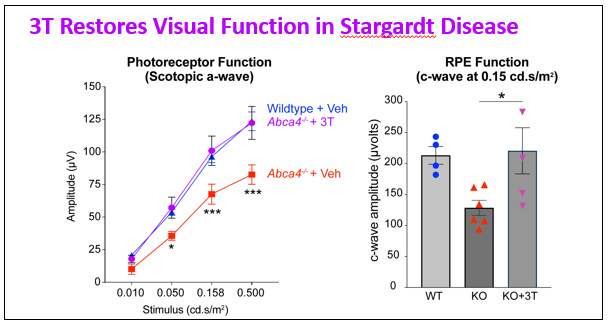 3T Restores Visual Function in Stargardt Disease
Photoreceptor Function
(Scotopic a-wave)
150
125
100
75
50
25
0
Amplitude (μV)
Wildtype + Veh
Abca4-/- + 3T
Abca4-/- + Veh
*
***
***
0.010 0.050 0.158 0.500
Stimulus (cd.s/m²)
RPE Function
(c-wave at 0.15 cd.s/m²)
*
300
250
200
150
100
50
0
c-wave amplitude (μvolts)
WT KO KO+3T